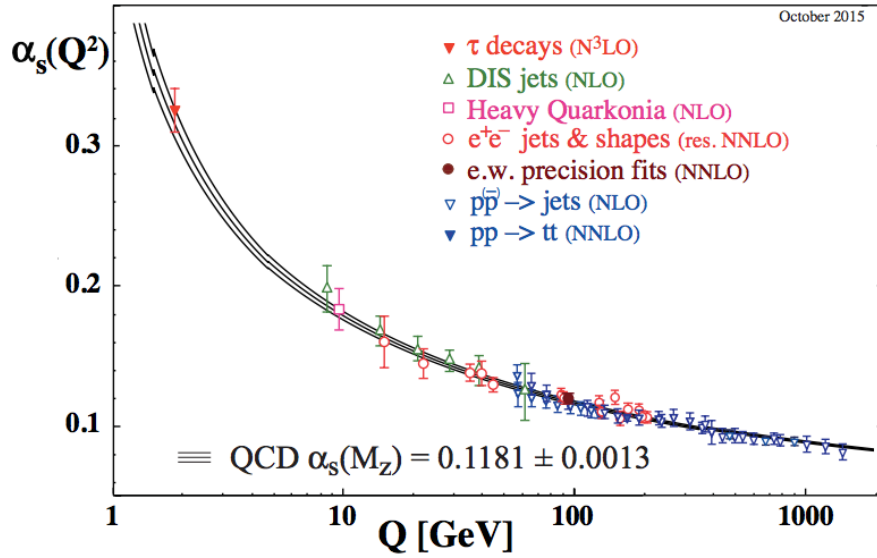 October 2015
αs(Q²)
τ decays (N³LO)
DIS jets (NLO)
Heavy Quarkonia (NLO)
e⁺e⁻ jets & shapes (res. NNLO)
e.w. precision fits (NNLO)
pp(–) –> jets (NLO)
pp –> tt (NNLO)
0.3
0.2
0.1
QCD αs(Mz) = 0.1181 ± 0.0013
1 10 100 1000
Q [GeV]